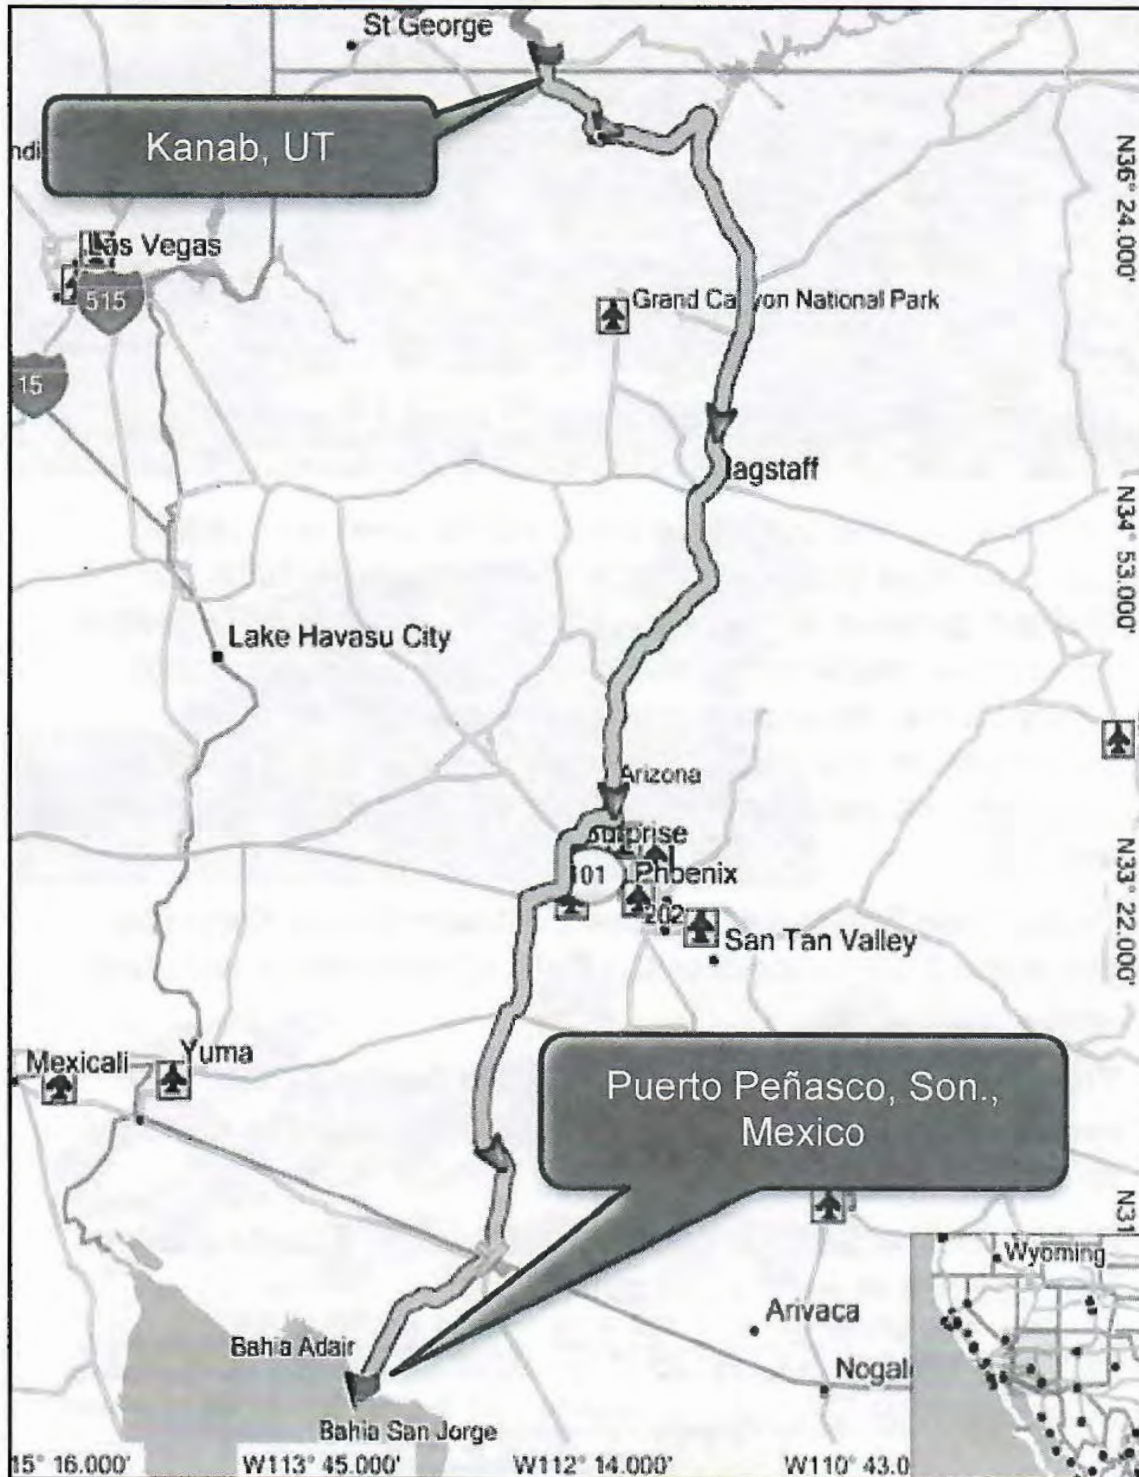 St George
Kanab, UT
ndi
N36° 24.000'
Las Vegas
515
Grand Canyon National Park
15
lagstaff
N34° 53.000'
Lake Havasu City
Arizona
Surprise
101
Phoenix
202
N33° 22.000'
San Tan Valley
Mexicali
Yuma
Puerto Peñasco, Son.,
Mexico
N31
Wyoming
Arivaca
Bahia Adair
Nogal
Bahia San Jorge
15° 16.000'
W113° 45.000'
W112° 14.000'
W110° 43.0